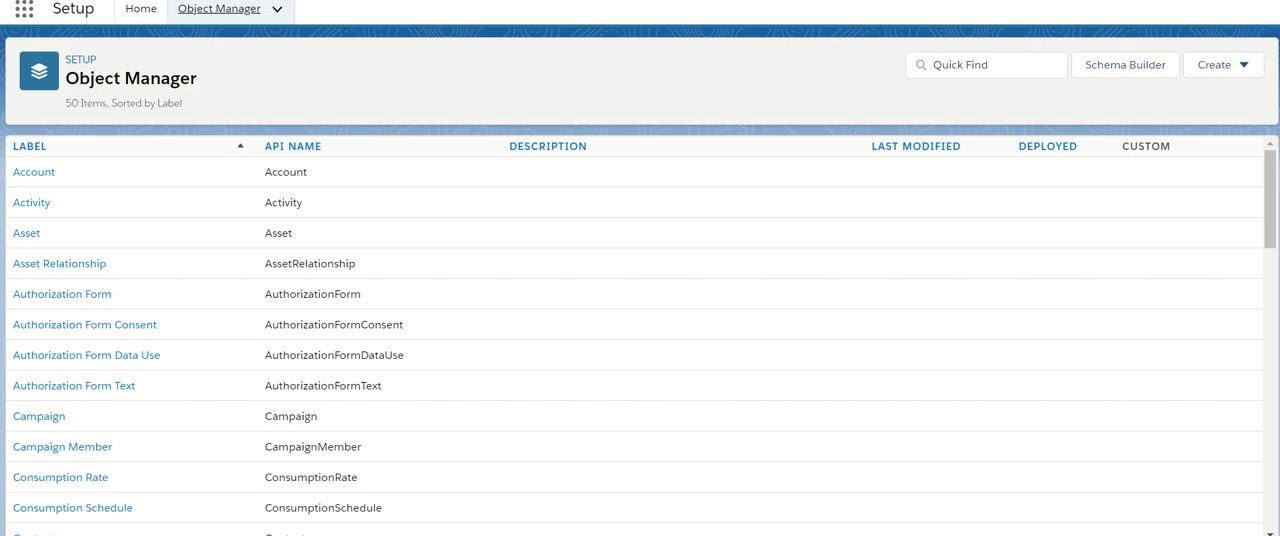 Setup Home Object Manager
SETUP
Object Manager
50 Items, Sorted by Label
Quick Find Schema Builder Create
LABEL API NAME DESCRIPTION LAST MODIFIED DEPLOYED CUSTOM
Account Account
Activity Activity
Asset Asset
Asset Relationship AssetRelationship
Authorization Form AuthorizationForm
Authorization Form Consent AuthorizationFormConsent
Authorization Form Data Use AuthorizationFormDataUse
Authorization Form Text AuthorizationFormText
Campaign Campaign
Campaign Member CampaignMember
Consumption Rate ConsumptionRate
Consumption Schedule ConsumptionSchedule